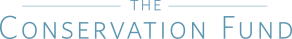 THE
CONSERVATION FUND